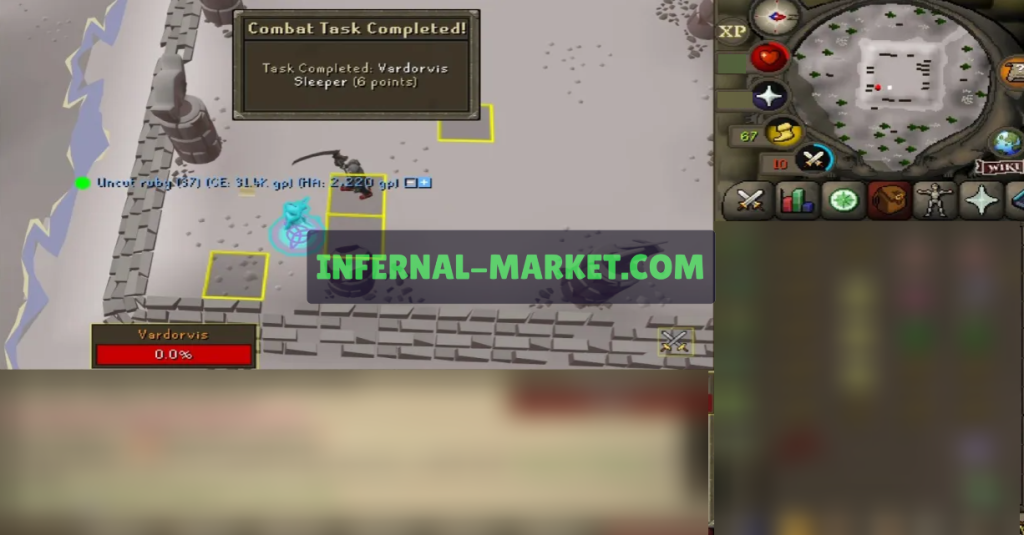 Combat Task Completed!
XP
Task Completed: Vardorvis
Sleeper (6 points)
67
10
WIKI
Uncut ruby (37) (GE: 31.4K gp) (HA: 2,220 gp)
INFERNAL-MARKET.COM
Vardorvis
0.0%